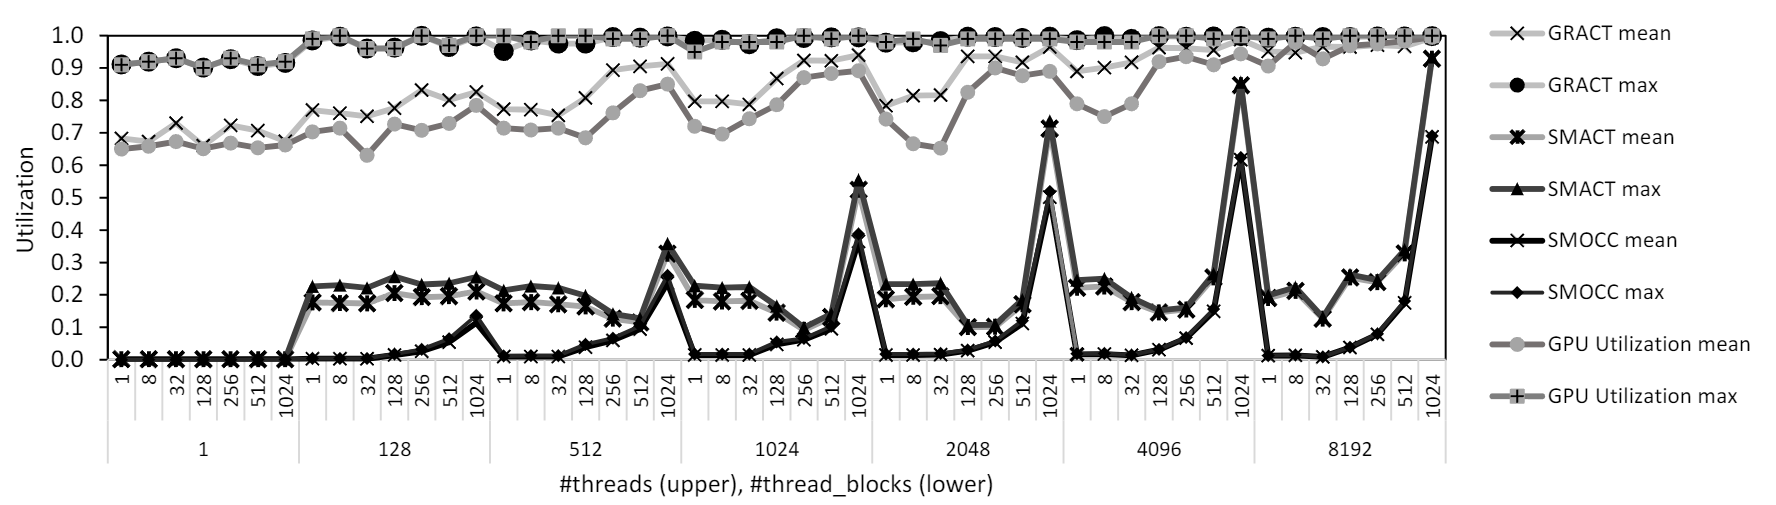 1.0
0.9
0.8
0.7
0.6
0.5
0.4
0.3
0.2
0.1
0.0
Utilization
1 8 32 128 256 512 1024 1 8 32 128 256 512 1024 1 8 32 128 256 512 1024 1 8 32 128 256 512 1024 1 8 32 128 256 512 1024 1 8 32 128 256 512 1024 1 8 32 128 256 512 1024
1 128 512 1024 2048 4096 8192
#threads (upper), #thread_blocks (lower)
GRACT mean
GRACT max
SMACT mean
SMACT max
SMOCC mean
SMOCC max
GPU Utilization mean
GPU Utilization max